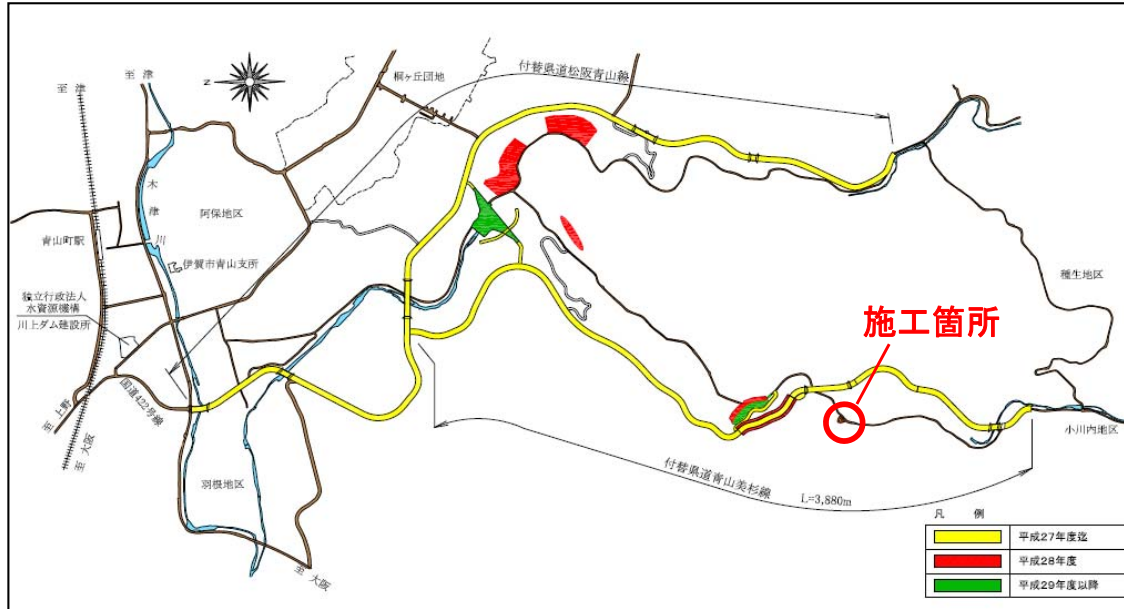 至 津
至 津
N
桐ヶ丘団地
付替県道松阪青山線
木津川
阿保地区
青山町駅
伊賀市青山支所
種生地区
独立行政法人
水資源機構
川上ダム建設所
施工箇所
国道422号線
至 上野
至 大阪
小川内地区
羽根地区
付替県道青山美杉線
L=3,880m
至 大阪
凡 例
平成27年度迄
平成28年度
平成29年度以降